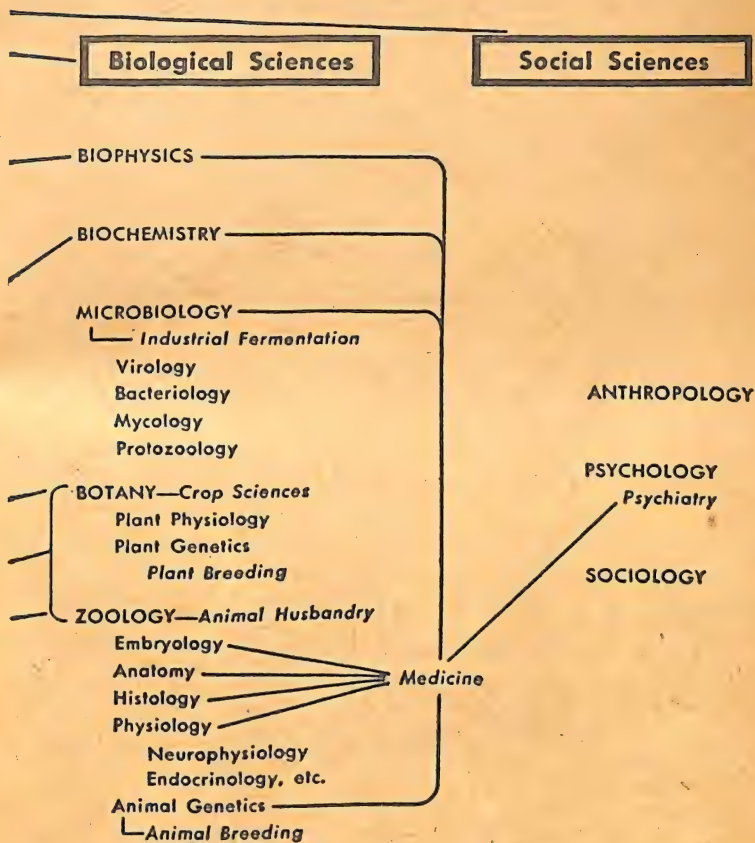 Biological Sciences
Social Sciences
BIOPHYSICS
BIOCHEMISTRY
MICROBIOLOGY
Industrial Fermentation
Virology
Bacteriology
Mycology
Protozoology
BOTANY—Crop Sciences
Plant Physiology
Plant Genetics
Plant Breeding
ZOOLOGY—Animal Husbandry
Embryology
Anatomy
Histology
Physiology
Neurophysiology
Endocrinology, etc.
Animal Genetics
Animal Breeding
Medicine
ANTHROPOLOGY
PSYCHOLOGY
Psychiatry
SOCIOLOGY